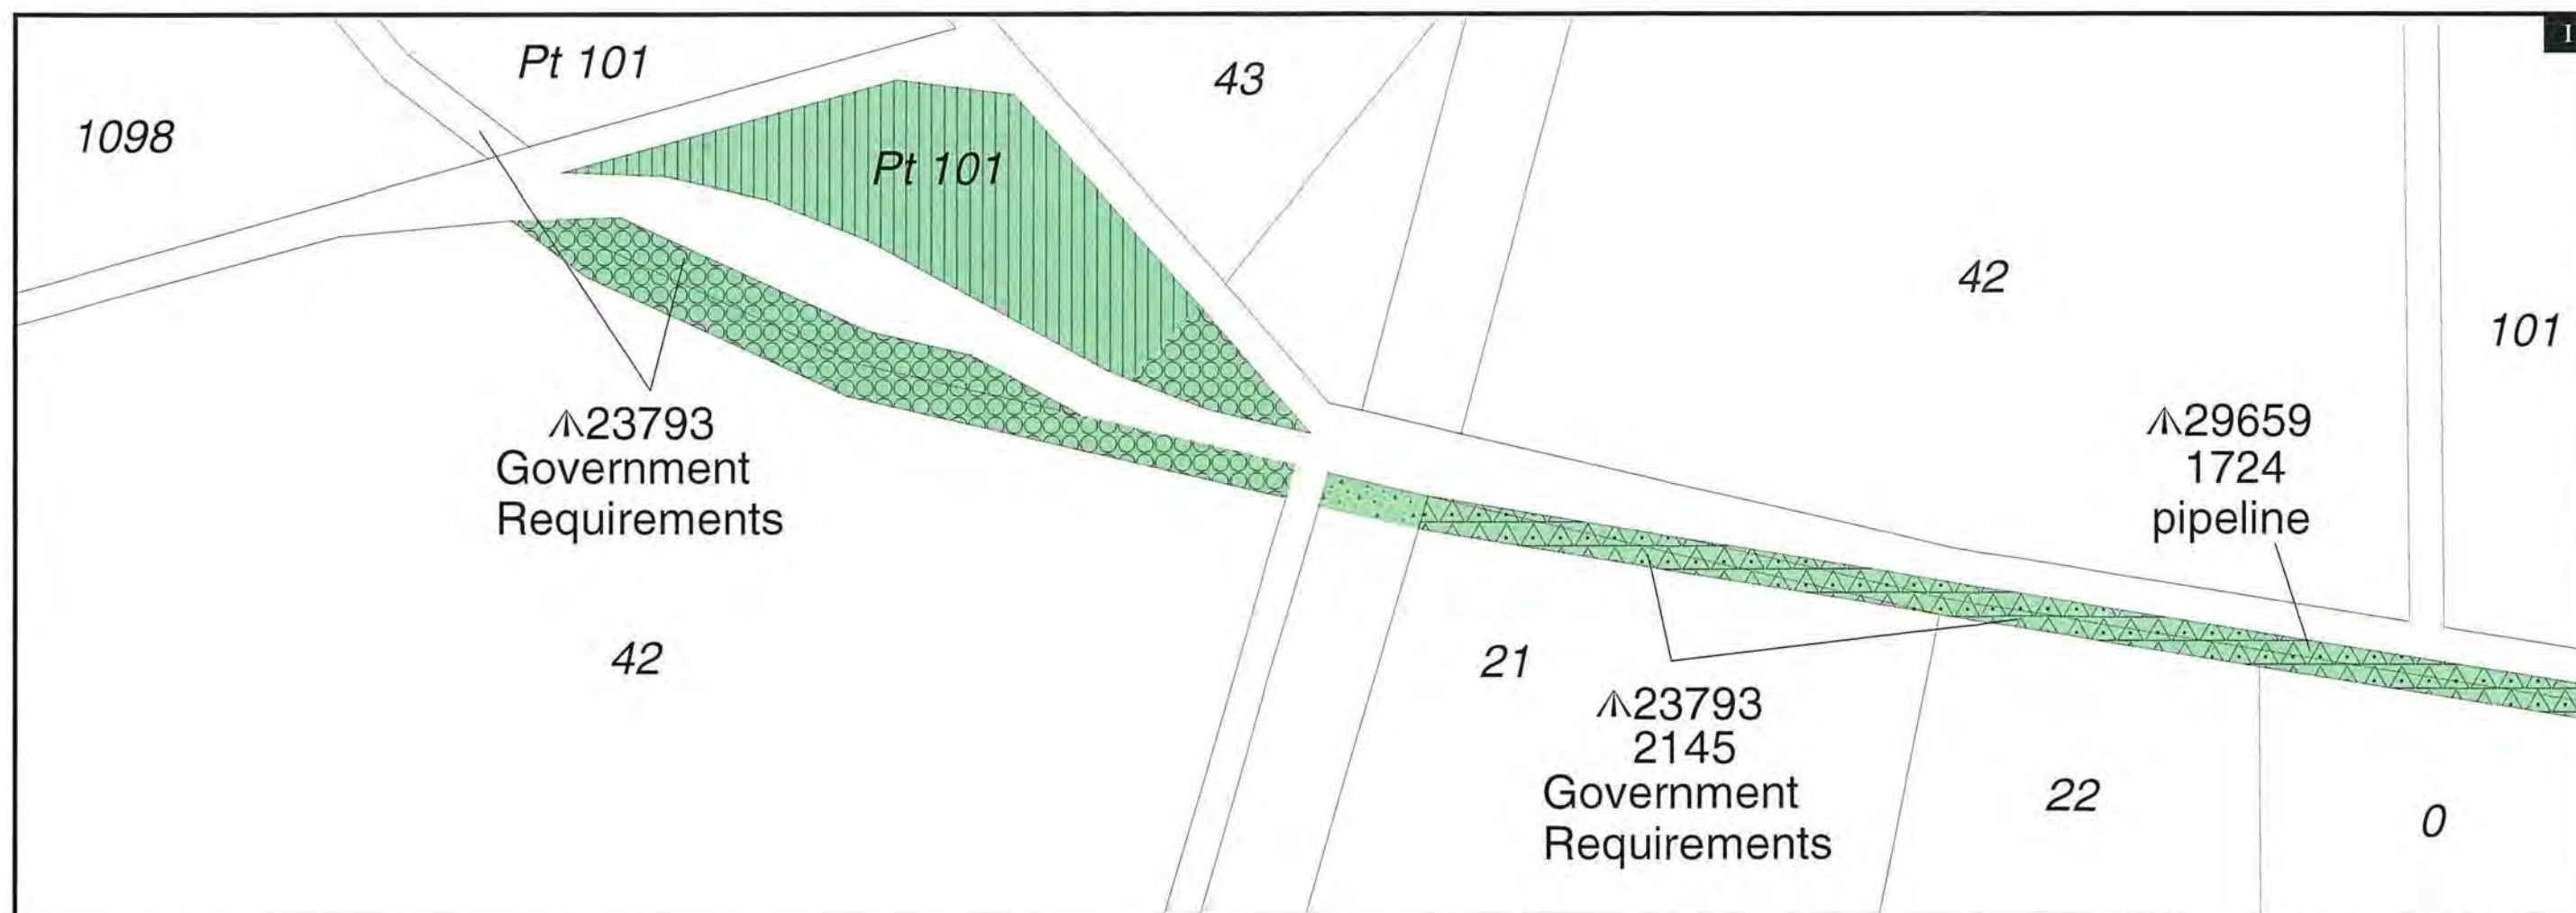 Pt 101
43
1098
Pt 101
42
101
23793
Government
Requirements
29659
1724
pipeline
42
21
23793
2145
Government
Requirements
22
0